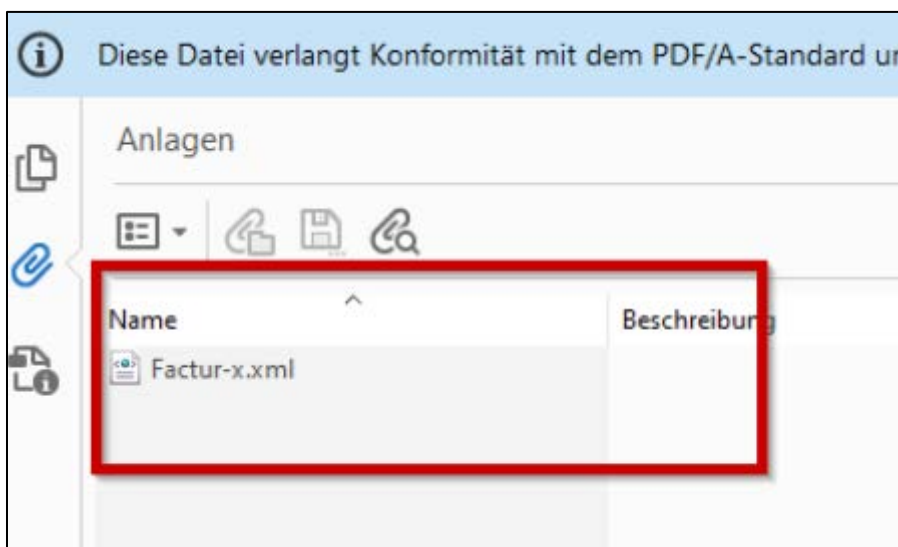 Diese Datei verlangt Konformität mit dem PDF/A-Standard
Anlagen
Name Beschreibung
Factur-x.xml